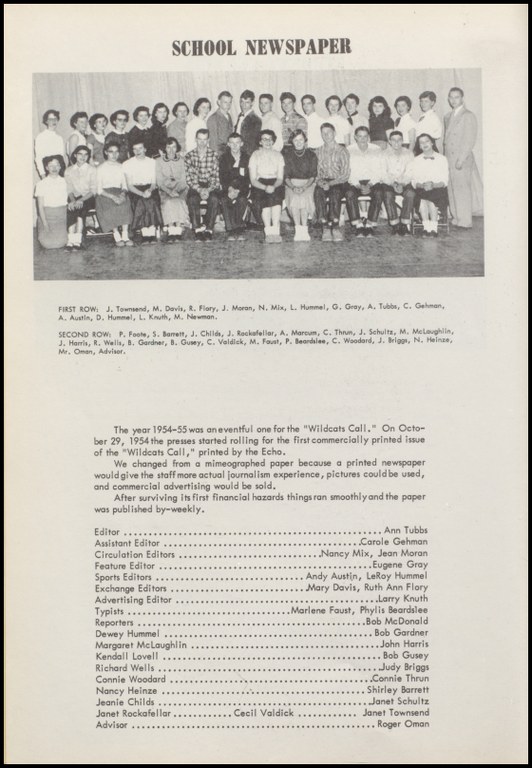 SCHOOL NEWSPAPER
FIRST ROW: J. Townsend, M. Davis, R. Flory, J. Moran, N. Mix, L. Hummel, G. Gray, A. Tubbs, C. Gehman,
A. Austin, D. Hummel, L. Knuth, M. Newman.
SECOND ROW: P. Foote, S. Barrett, J. Childs, J. Rockafellar, A. Marcum, C. Thrun, J. Schultz, M. McLaughlin,
J. Harris, R. Wells, B. Gardner, B. Gusey, C. Valdick, M. Faust, P. Beardslee, C. Woodard, J. Briggs, N. Heinze,
Mr. Oman, Advisor.
The year 1954-55 was an eventful one for the "Wildcats Call." On Octo-
ber 29, 1954 the presses started rolling for the first commercially printed issue
of the "Wildcats Call," printed by the Echo.
We changed from a mimeographed paper because a printed newspaper
would give the staff more actual journalism experience, pictures could be used,
and commercial advertising would be sold.
After surviving its first financial hazards things ran smoothly and the paper
was published by-weekly.
Editor ........................................ Ann Tubbs
Assistant Editor ........................................ Carole Gehman
Circulation Editors ........................................ Nancy Mix, Jean Moran
Feature Editor ........................................ Eugene Gray
Sports Editors ........................................ Andy Austin, LeRoy Hummel
Exchange Editors ........................................ Mary Davis, Ruth Ann Flory
Advertising Editor ........................................ Larry Knuth
Typists ........................................ Marlene Faust, Phylis Beardslee
Reporters ........................................ Bob McDonald
Dewey Hummel ........................................ Bob Gardner
Margaret McLaughlin ........................................ John Harris
Kendall Lovell ........................................ Bob Gusey
Richard Wells ........................................ Judy Briggs
Connie Woodard ........................................ Connie Thrun
Nancy Heinze ........................................ Shirley Barrett
Jeanie Childs ........................................ Janet Schultz
Janet Rockafellar ............ Cecil Valdick ............ Janet Townsend
Advisor ........................................ Roger Oman